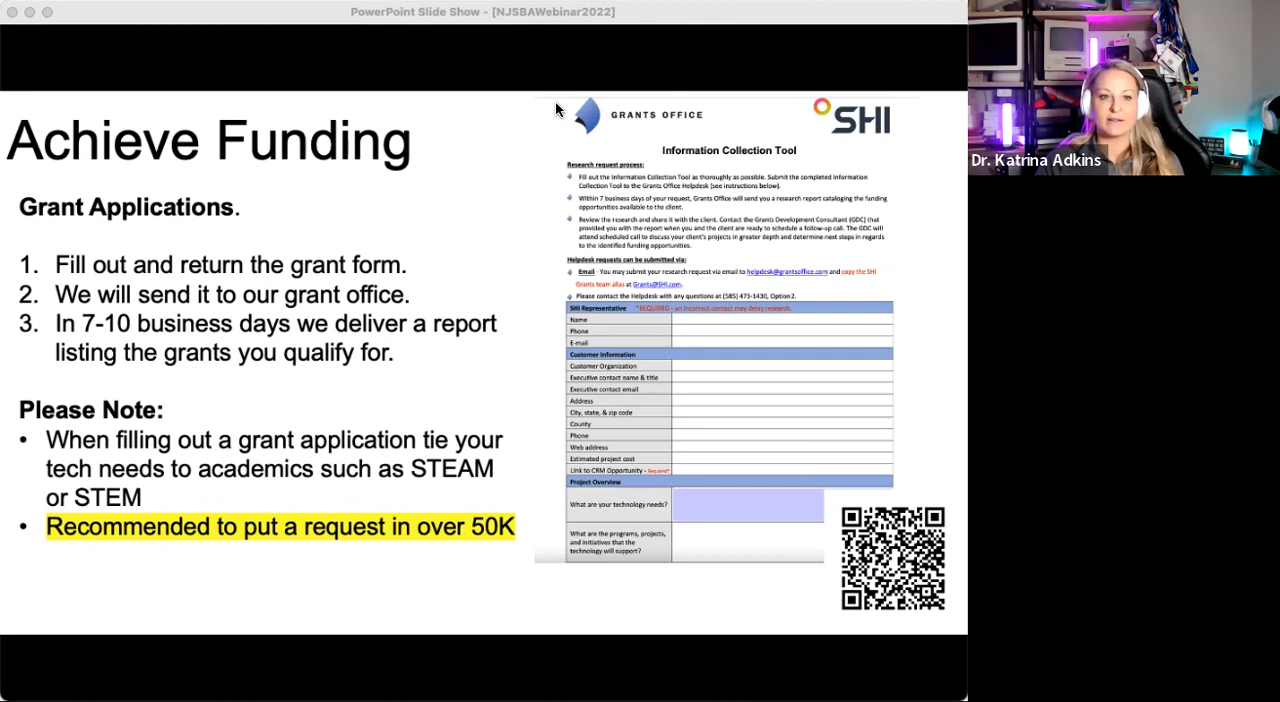 PowerPoint Slide Show - [NJSBAWebinar2022]
Achieve Funding
Grant Applications.
1. Fill out and return the grant form.
2. We will send it to our grant office.
3. In 7-10 business days we deliver a report
listing the grants you qualify for.
Please Note:
• When filling out a grant application tie your
tech needs to academics such as STEAM
or STEM
• Recommended to put a request in over 50K
GRANTS OFFICE
SHI
Information Collection Tool
Research request process:
Fill out the Information Collection Tool as thoroughly as possible. Submit the completed Information
Collection Tool to the Grants Office Helpdesk (see instructions below).
Within 7 business days of your request, Grants Office will send you a research report cataloging the funding
opportunities available to the client.
Review the research and share it with the client. Contact the Grants Development Consultant (GDC) that
provided you with the report when you and the client are ready to schedule a follow-up call. The GDC will
attend scheduled call to discuss your client's projects in greater depth and determine next steps in regards
to the identified funding opportunities.
Helpdesk requests can be submitted via:
Email - You may submit your research request via email to helpdesk@grantsoffice.com and copy the SHI
Grants team alias at Grants@SHI.com.
Please contact the Helpdesk with any questions at (585) 473-1430, Option 2.
SHI Representative *REQUIRED - an incorrect contact may delay research.
Name
Phone
E-mail
Customer Information
Customer Organization
Executive contact name & title
Executive contact email
Address
City, state, & zip code
County
Phone
Web address
Estimated project cost
Link to CRM Opportunity - Required*
Project Overview
What are your technology needs?
What are the programs, projects,
and initiatives that the
technology will support?
Dr. Katrina Adkins